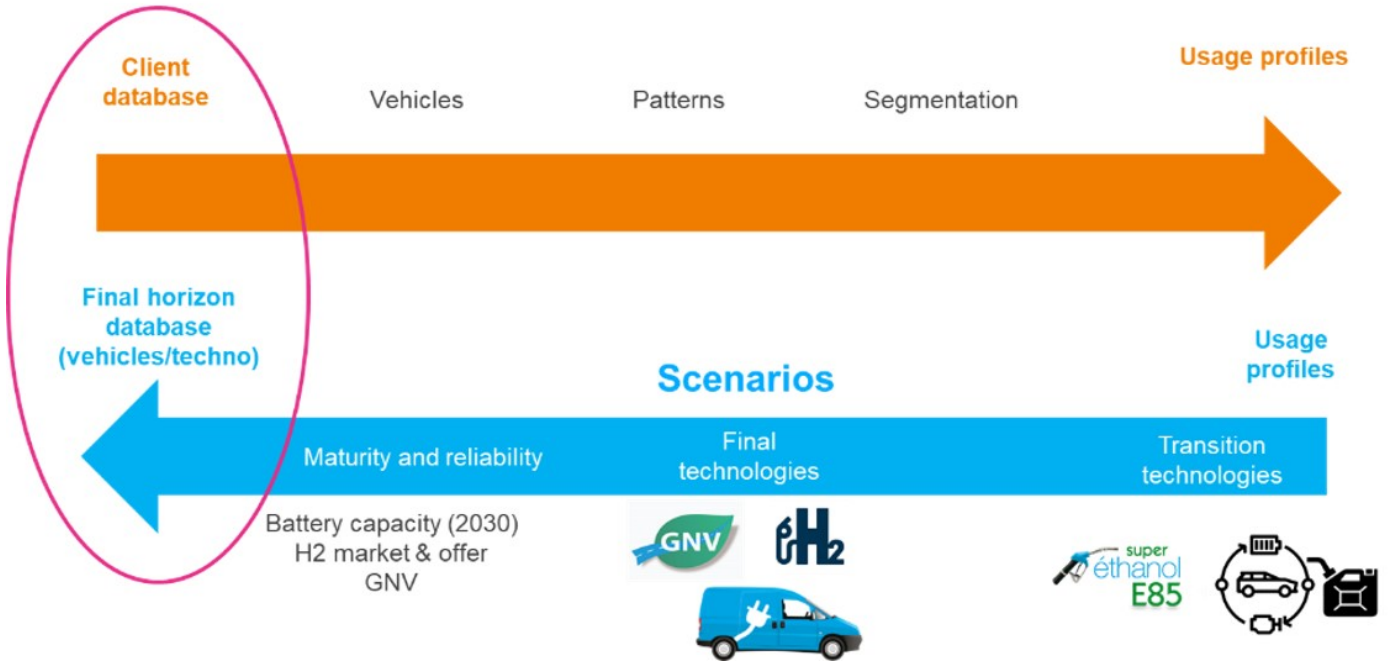 Client
database
Vehicles
Patterns
Segmentation
Usage profiles
Final horizon
database
(vehicles/techno)
Scenarios
Usage
profiles
Maturity and reliability
Final
technologies
Transition
technologies
Battery capacity (2030)
H2 market & offer
GNV
GNV
H2
super
éthanol
E85